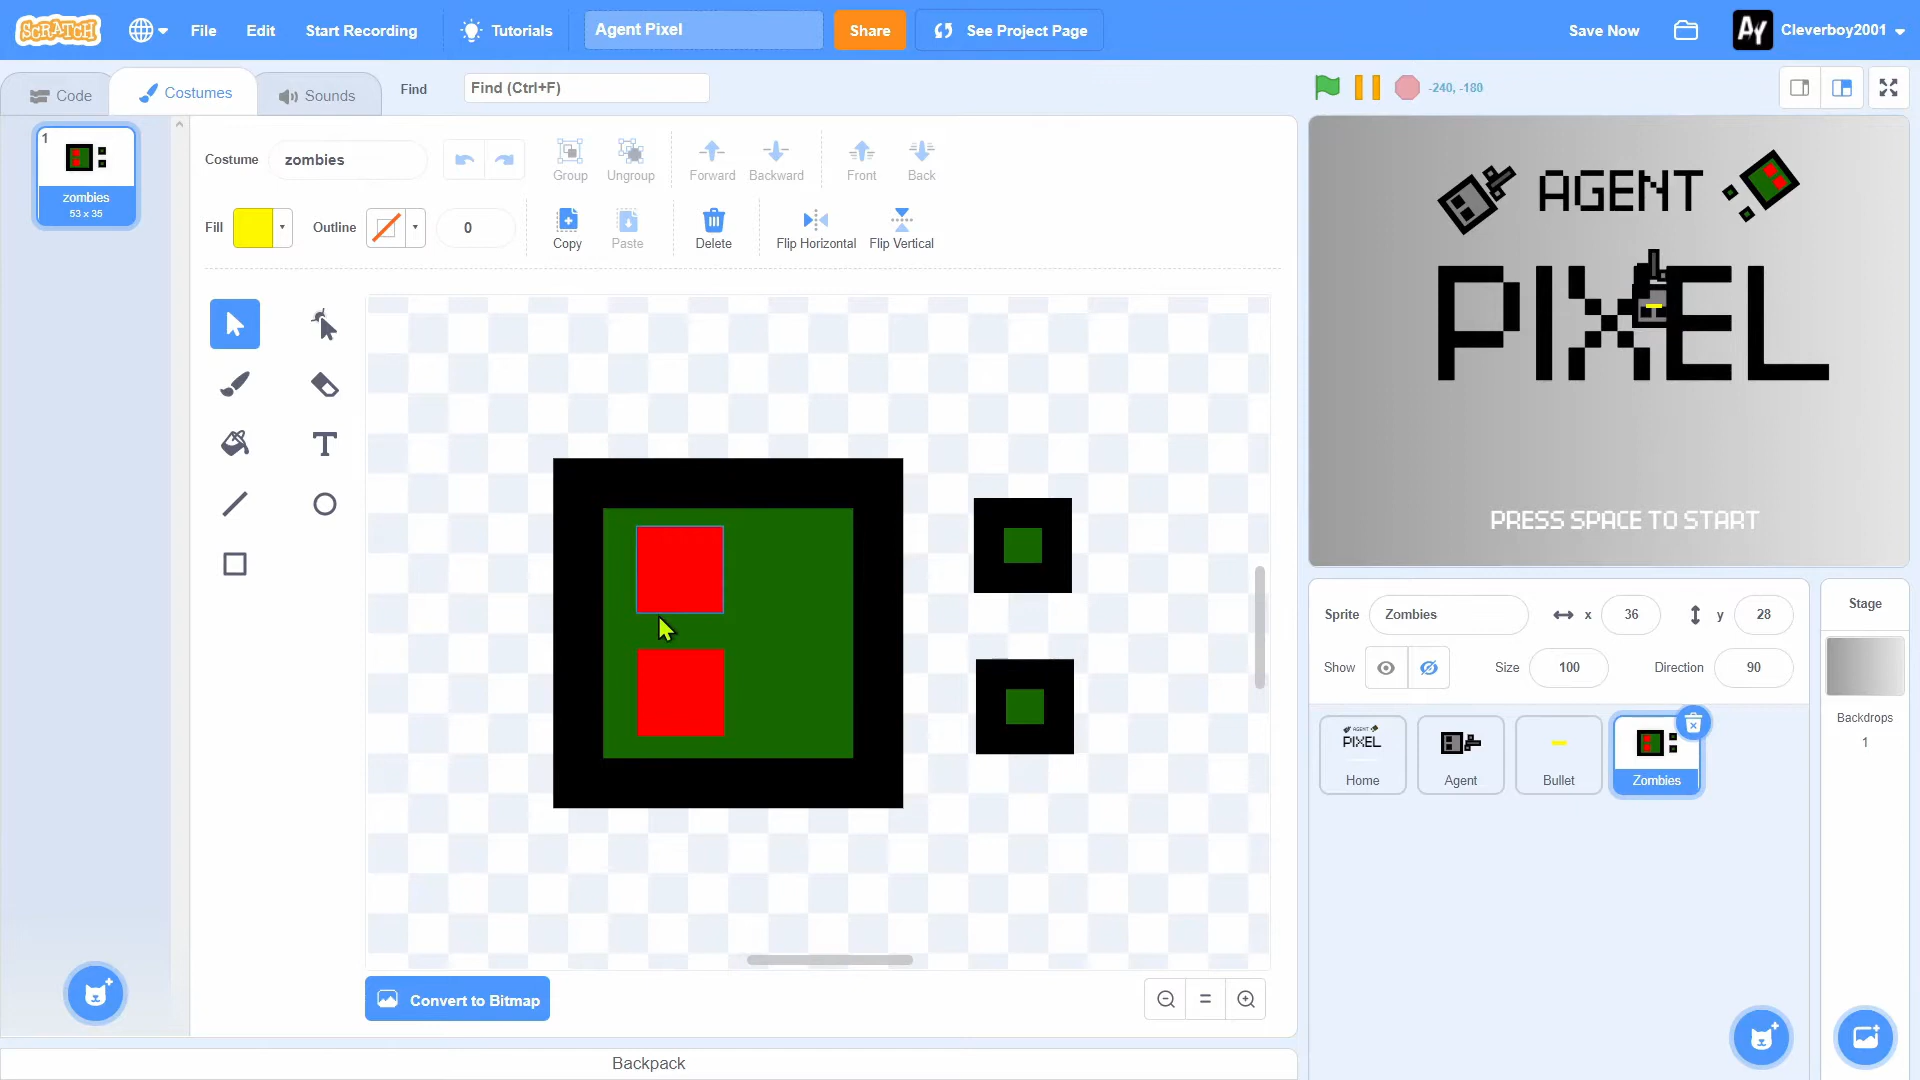 SCRATCH
File
Edit
Start Recording
Tutorials
Agent Pixel
Share
See Project Page
Save Now
Ay
Cleverboy2001
Code
Costumes
Sounds
Find
Find (Ctrl+F)
-240, -180
1
zombies
53 x 35
Costume
zombies
Group
Ungroup
Forward
Backward
Front
Back
Fill
Outline
0
Copy
Paste
Delete
Flip Horizontal
Flip Vertical
T
AGENT
PIXEL
PRESS SPACE TO START
Sprite
Zombies
x
36
y
28
Show
Size
100
Direction
90
Stage
Backdrops
1
AGENT
PIXEL
Home
Agent
Bullet
Zombies
Convert to Bitmap
Backpack